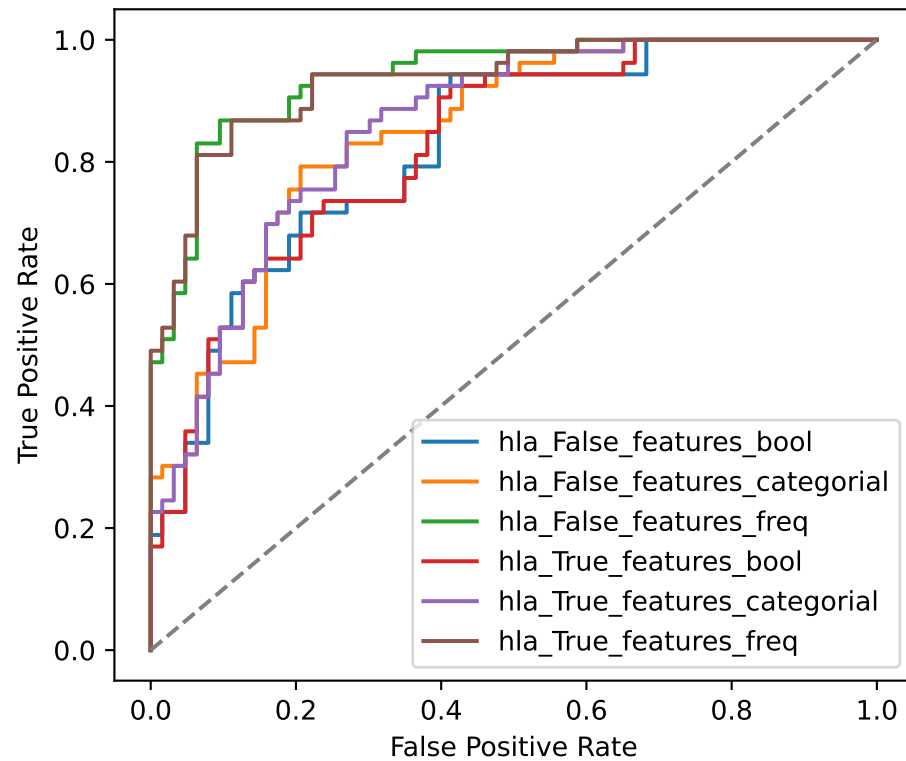 1.0
0.8
0.6
0.4
0.2
0.0
True Positive Rate
hla_False_features_bool
hla_False_features_categorial
hla_False_features_freq
hla_True_features_bool
hla_True_features_categorial
hla_True_features_freq
0.0 0.2 0.4 0.6 0.8 1.0
False Positive Rate